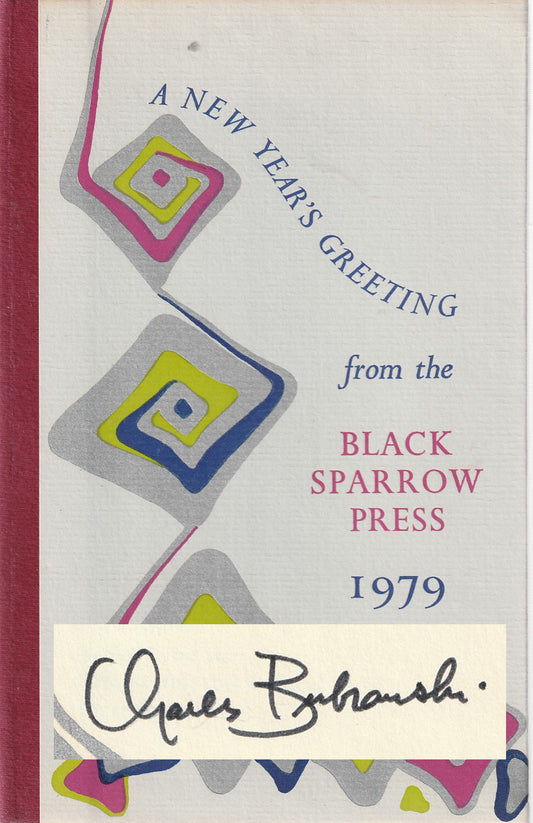 A NEW YEAR'S GREETING
from the
BLACK
SPARROW
PRESS
1979
Charles Bukowski